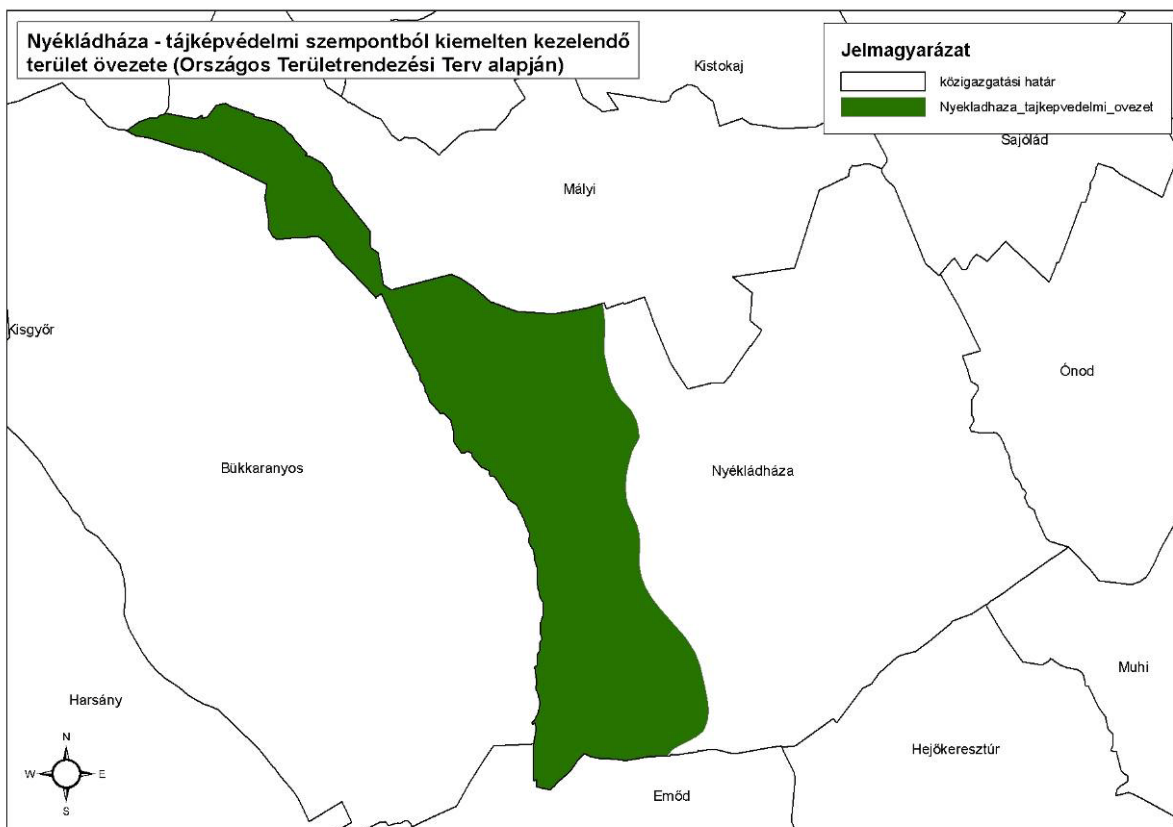 Nyékládháza - tájképvédelmi szempontból kiemelten kezelendő
terület övezete (Országos Területrendezési Terv alapján)
Jelmagyarázat
közigazgatási határ
Nyekladhaza_tajkepvedelmi_ovezet
Kistokaj
Sajólád
Mályi
Kisgyőr
Ónod
Bükkaranyos
Nyékládháza
Muhi
Harsány
Hejőkeresztúr
Emőd
N
W
E
S